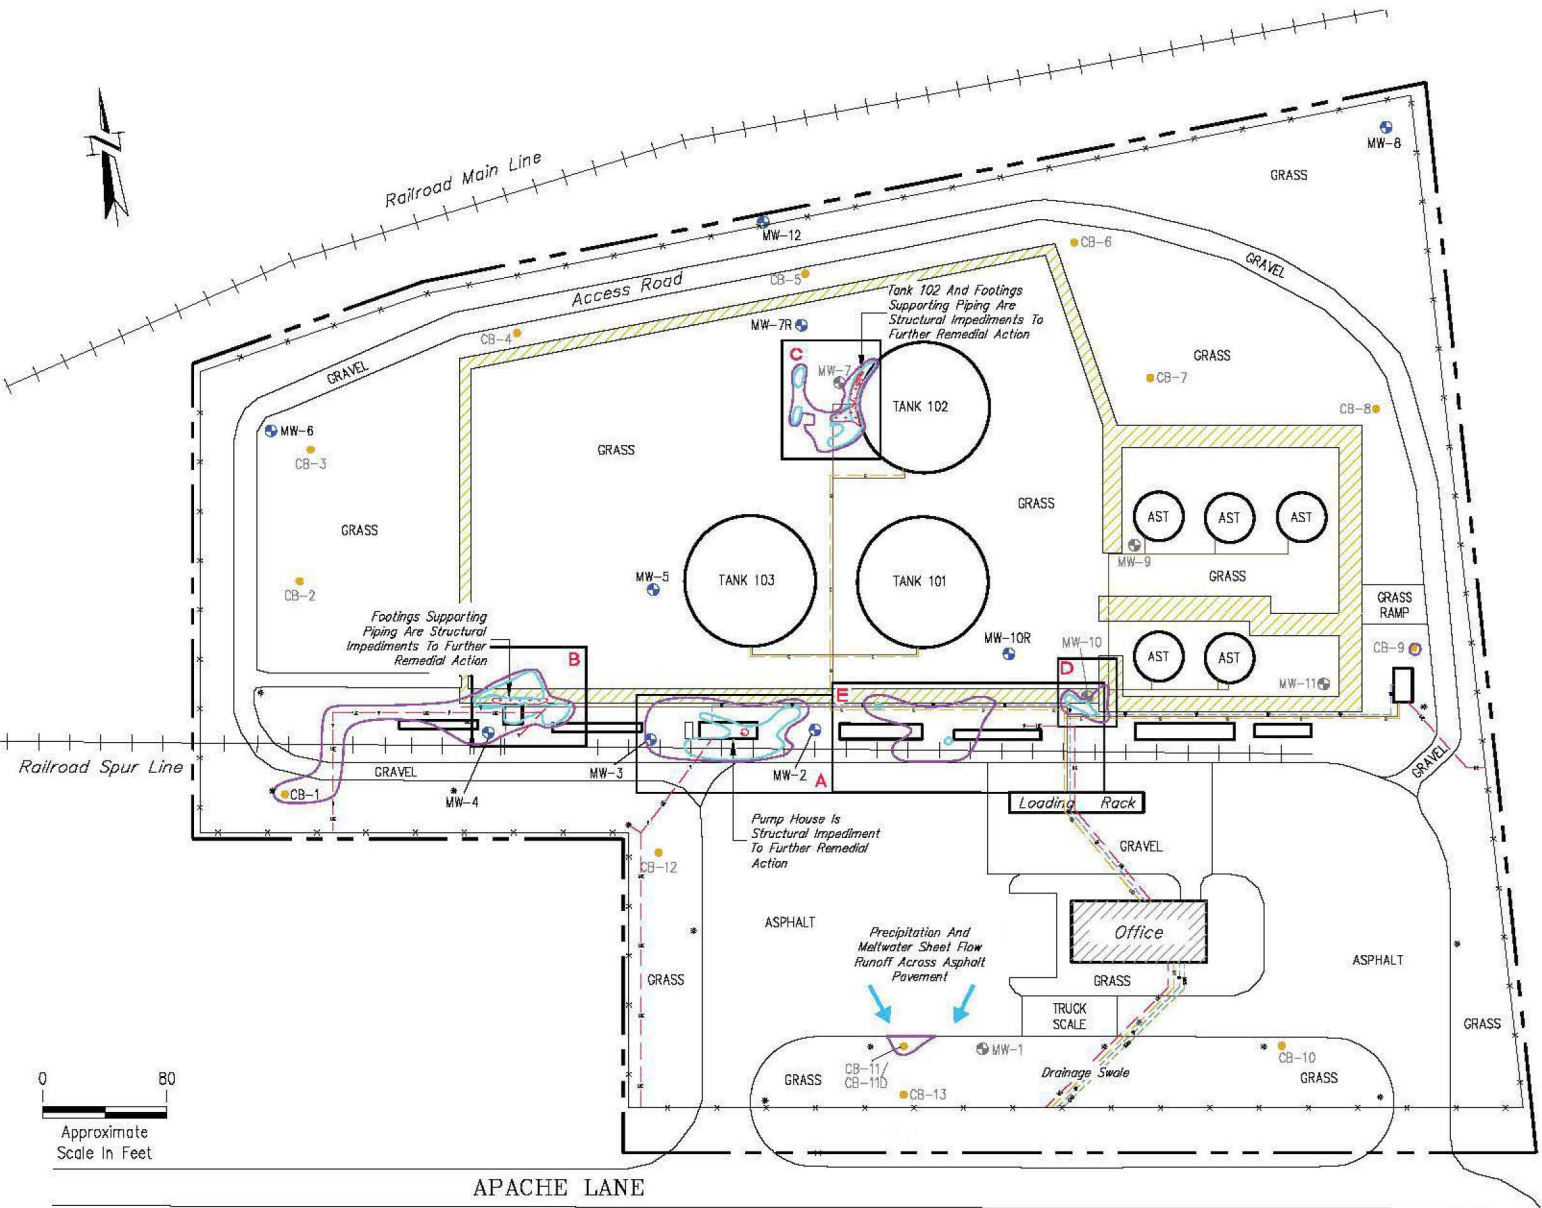 Railroad Main Line
MW-8
GRASS
MW-12
CB-6
GRAVEL
CB-5
Access Road
Tank 102 And Footings
Supporting Piping Are
Structural Impediments To
Further Remedial Action
MW-7R
CB-4
C
GRASS
GRAVEL
MW-7
CB-7
TANK 102
CB-8
MW-6
GRASS
CB-3
GRASS
GRASS
AST
AST
AST
MW-9
MW-5
TANK 103
TANK 101
GRASS
CB-2
GRASS
RAMP
Footings Supporting
Piping Are Structural
Impediments To Further
Remedial Action
MW-10R
MW-10
CB-9
B
D
AST
AST
MW-11
E
Railroad Spur Line
GRAVEL
MW-3
MW-2
A
GRAVEL
CB-1
MW-4
Loading Rack
Pump House Is
Structural Impediment
To Further Remedial
Action
GRAVEL
CB-12
ASPHALT
Precipitation And
Meltwater Sheet Flow
Runoff Across Asphalt
Pavement
Office
ASPHALT
GRASS
GRASS
TRUCK
SCALE
GRASS
MW-1
CB-10
CB-11/
CB-11D
Drainage Swale
GRASS
GRASS
CB-13
0 80
Approximate
Scale In Feet
APACHE LANE